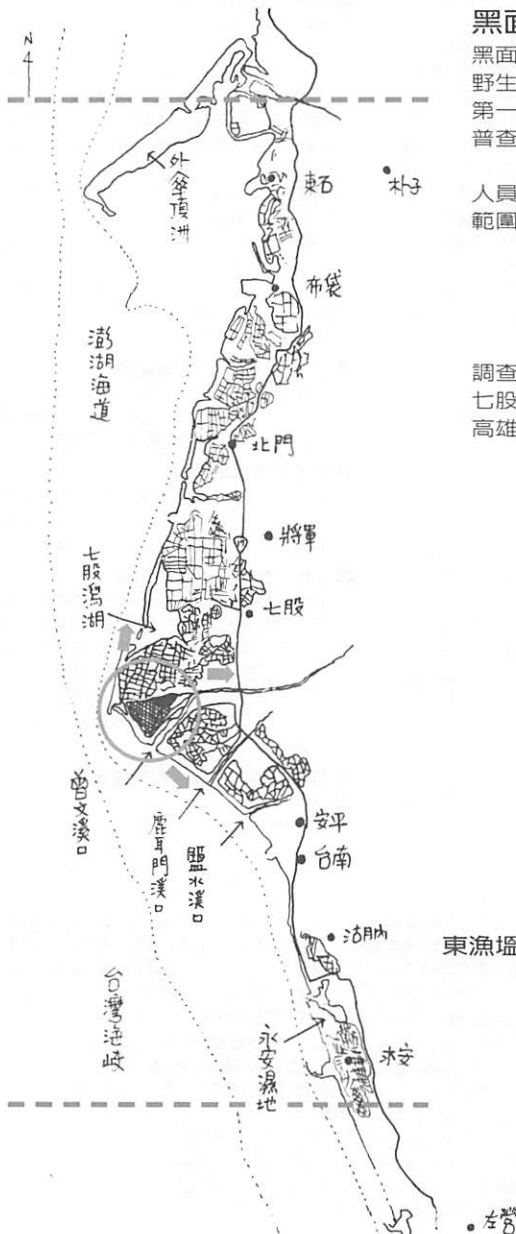 N
黑面
黑面
野生
第一
普查
人員
範圍
調查
七股
高雄
東石
朴子
外傘頂洲
布袋
澎湖海道
北門
將軍
七股潟湖
七股
曾文溪口
鹿耳門溪口
鹽水溪口
安平
台南
湖內
東漁塭
台灣海峽
永安濕地
永安
左營